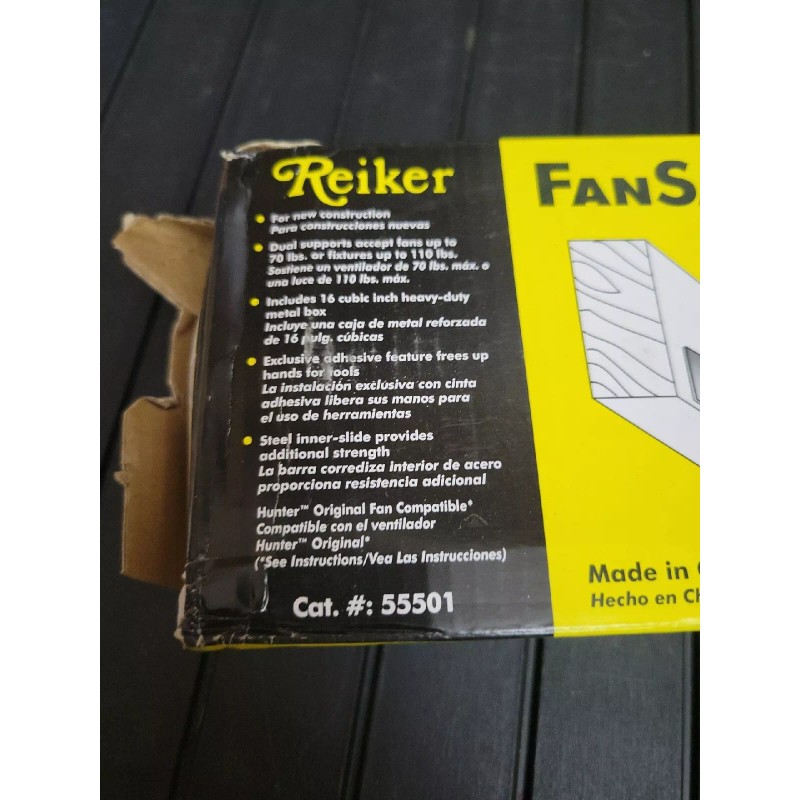 Reiker
• For new construction
Para construcciones nuevas
• Dual supports accept fans up to
70 lbs. or fixtures up to 110 lbs.
Sostiene un ventilador de 70 lbs. máx. o
una luce de 110 lbs. máx.
• Includes 16 cubic inch heavy-duty
metal box
Incluye una caja de metal reforzada
de 16 pulg. cúbicas
• Exclusive adhesive feature frees up
hands for tools
La instalación exclusiva con cinta
adhesiva libera sus manos para
el uso de herramientas
• Steel inner-slide provides
additional strength
La barra corrediza interior de acero
proporciona resistencia adicional
Hunter™ Original Fan Compatible*
Compatible con el ventilador
Hunter™ Original*
(*See Instructions/Vea Las Instrucciones)
Cat. #: 55501
FANS
Made in
Hecho en